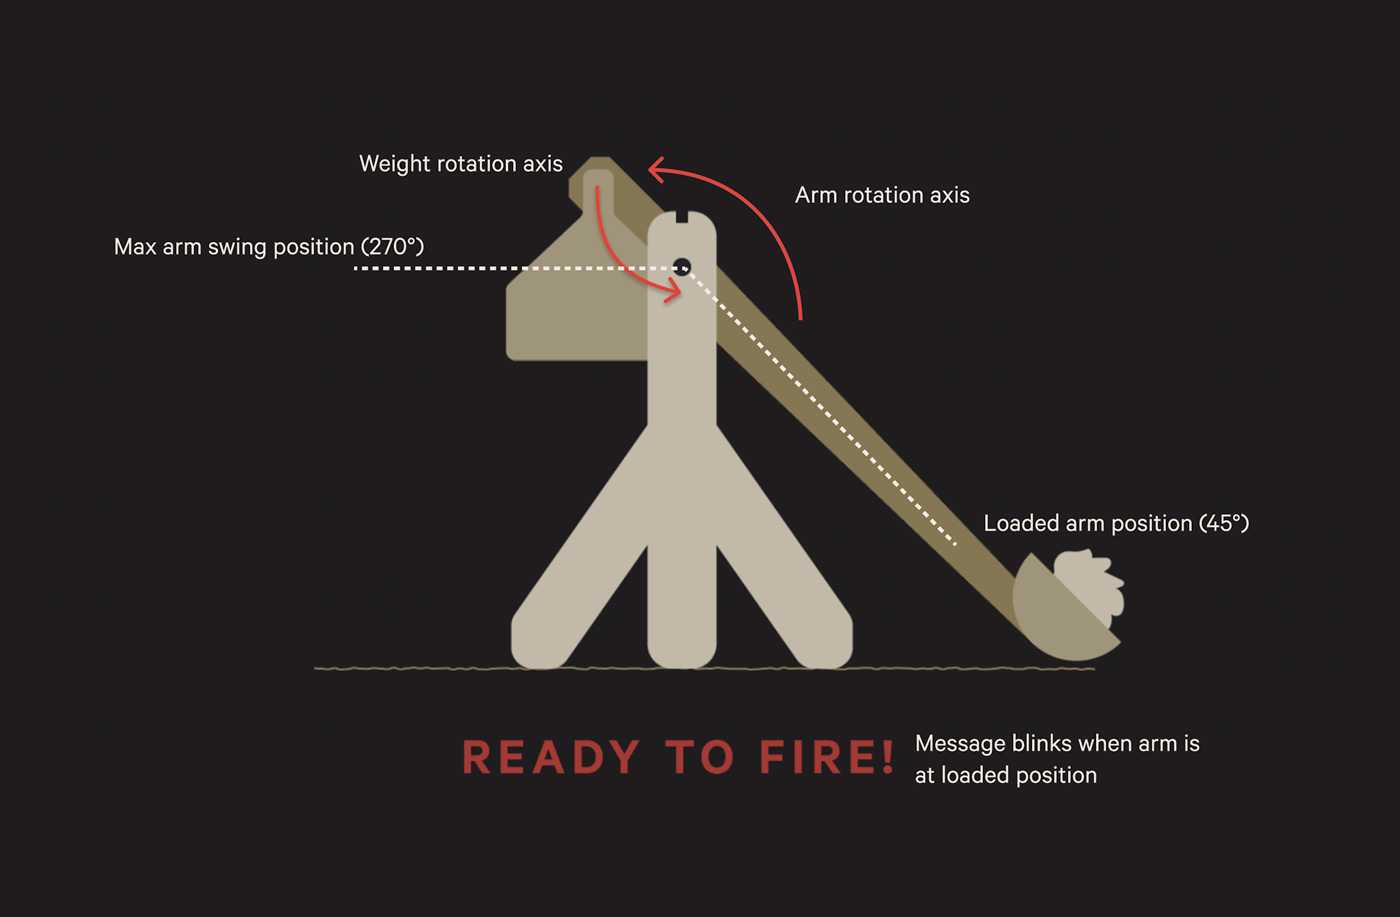 Weight rotation axis
Arm rotation axis
Max arm swing position (270°)
Loaded arm position (45°)
READY TO FIRE!
Message blinks when arm is
at loaded position